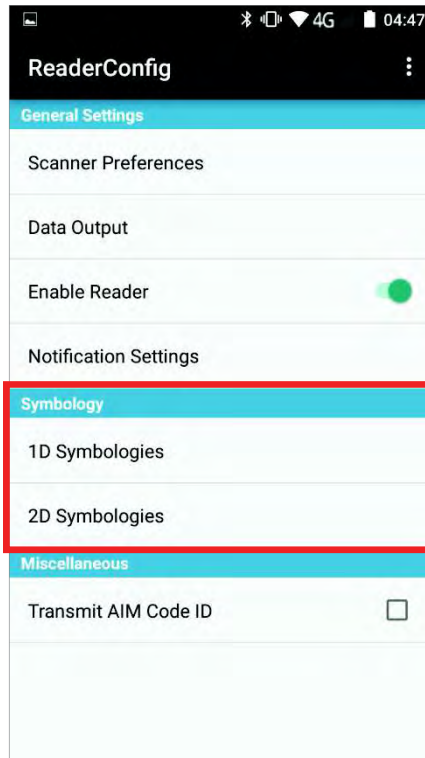 4G 04:47
ReaderConfig
General Settings
Scanner Preferences
Data Output
Enable Reader
Notification Settings
Symbology
1D Symbologies
2D Symbologies
Miscellaneous
Transmit AIM Code ID